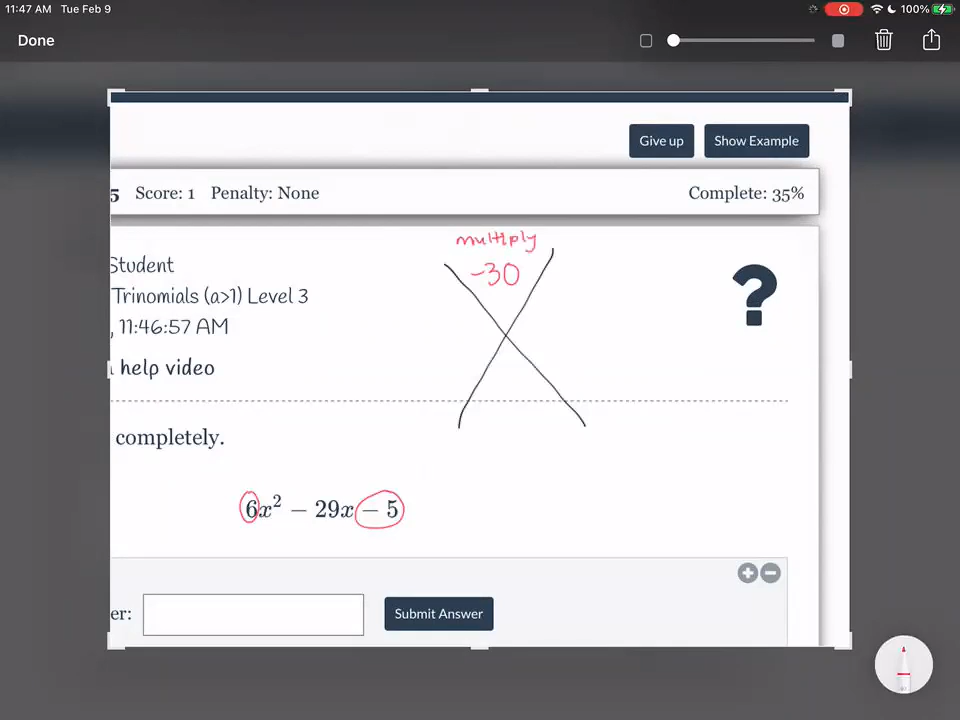 11:47 AM Tue Feb 9
100%
Done
Give up
Show Example
5 Score: 1 Penalty: None
Complete: 35%
multiply
-30
Student
Trinomials (a>1) Level 3
, 11:46:57 AM
help video
?
completely.
6x² − 29x − 5
er:
Submit Answer